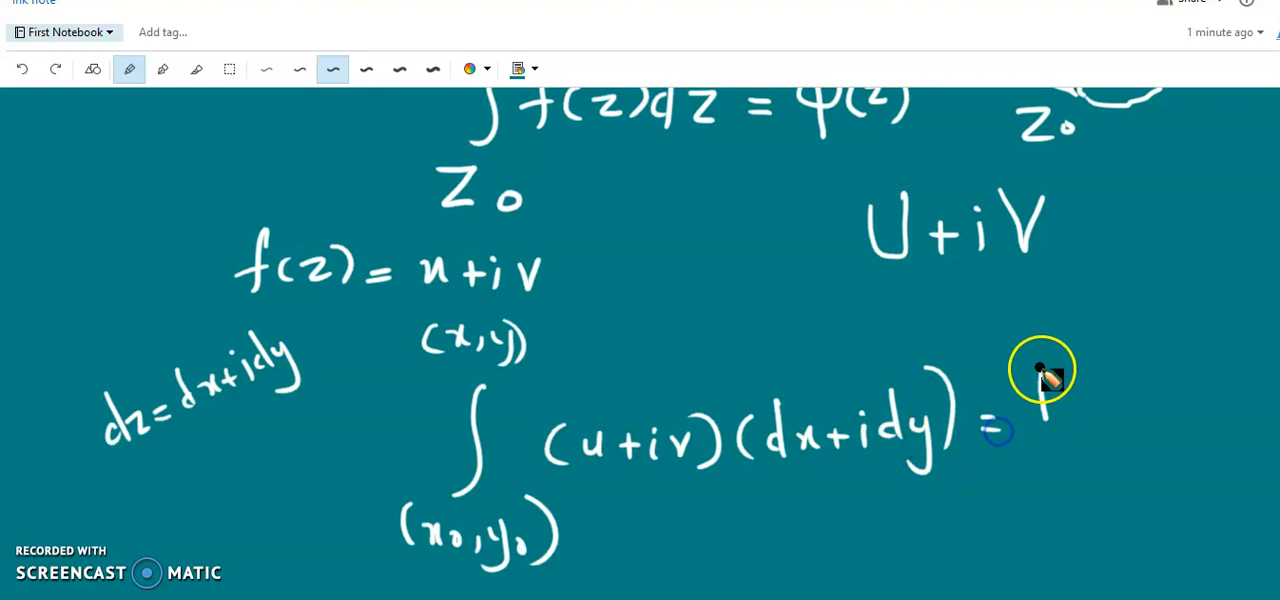 Ink note
Share
First Notebook
Add tag...
1 minute ago
∫ f(z)dz = φ(z)
z₀
z₀
U+iV
f(z) = u+iv
(x,y)
dz=dx+idy
∫ (u+iv)(dx+idy) =
(x₀,y₀)
RECORDED WITH
SCREENCAST MATIC